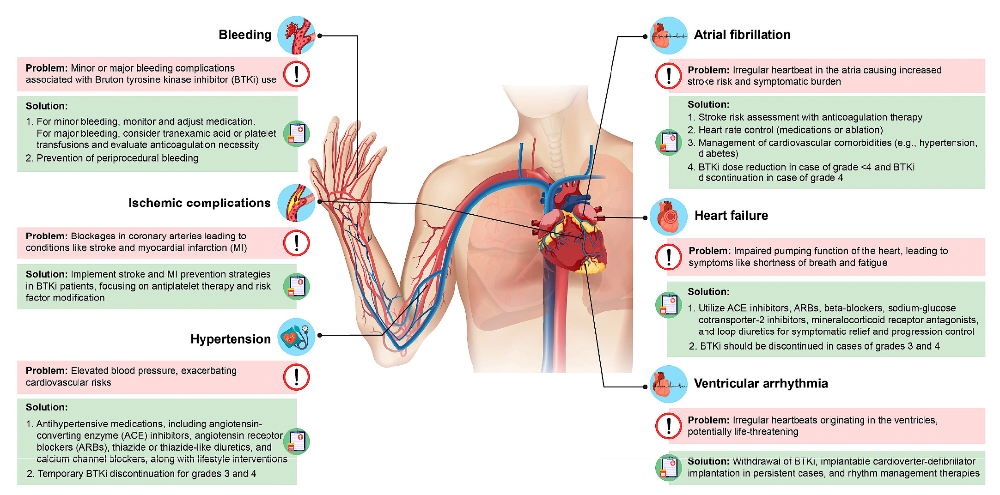 Bleeding
Problem: Minor or major bleeding complications
associated with Bruton tyrosine kinase inhibitor (BTKi) use
Solution:
1. For minor bleeding, monitor and adjust medication.
For major bleeding, consider tranexamic acid or platelet
transfusions and evaluate anticoagulation necessity
2. Prevention of periprocedural bleeding
Ischemic complications
Problem: Blockages in coronary arteries leading to
conditions like stroke and myocardial infarction (MI)
Solution: Implement stroke and MI prevention strategies
in BTKi patients, focusing on antiplatelet therapy and risk
factor modification
Hypertension
Problem: Elevated blood pressure, exacerbating
cardiovascular risks
Solution:
1. Antihypertensive medications, including angiotensin-
converting enzyme (ACE) inhibitors, angiotensin receptor
blockers (ARBs), thiazide or thiazide-like diuretics, and
calcium channel blockers, along with lifestyle interventions
2. Temporary BTKi discontinuation for grades 3 and 4
Atrial fibrillation
Problem: Irregular heartbeat in the atria causing increased
stroke risk and symptomatic burden
Solution:
1. Stroke risk assessment with anticoagulation therapy
2. Heart rate control (medications or ablation)
3. Management of cardiovascular comorbidities (e.g., hypertension,
diabetes)
4. BTKi dose reduction in case of grade <4 and BTKi
discontinuation in case of grade 4
Heart failure
Problem: Impaired pumping function of the heart, leading to
symptoms like shortness of breath and fatigue
Solution:
1. Utilize ACE inhibitors, ARBs, beta-blockers, sodium-glucose
cotransporter-2 inhibitors, mineralocorticoid receptor antagonists,
and loop diuretics for symptomatic relief and progression control
2. BTKi should be discontinued in cases of grades 3 and 4
Ventricular arrhythmia
Problem: Irregular heartbeats originating in the ventricles,
potentially life-threatening
Solution: Withdrawal of BTKi, implantable cardioverter-defibrillator
implantation in persistent cases, and rhythm management therapies